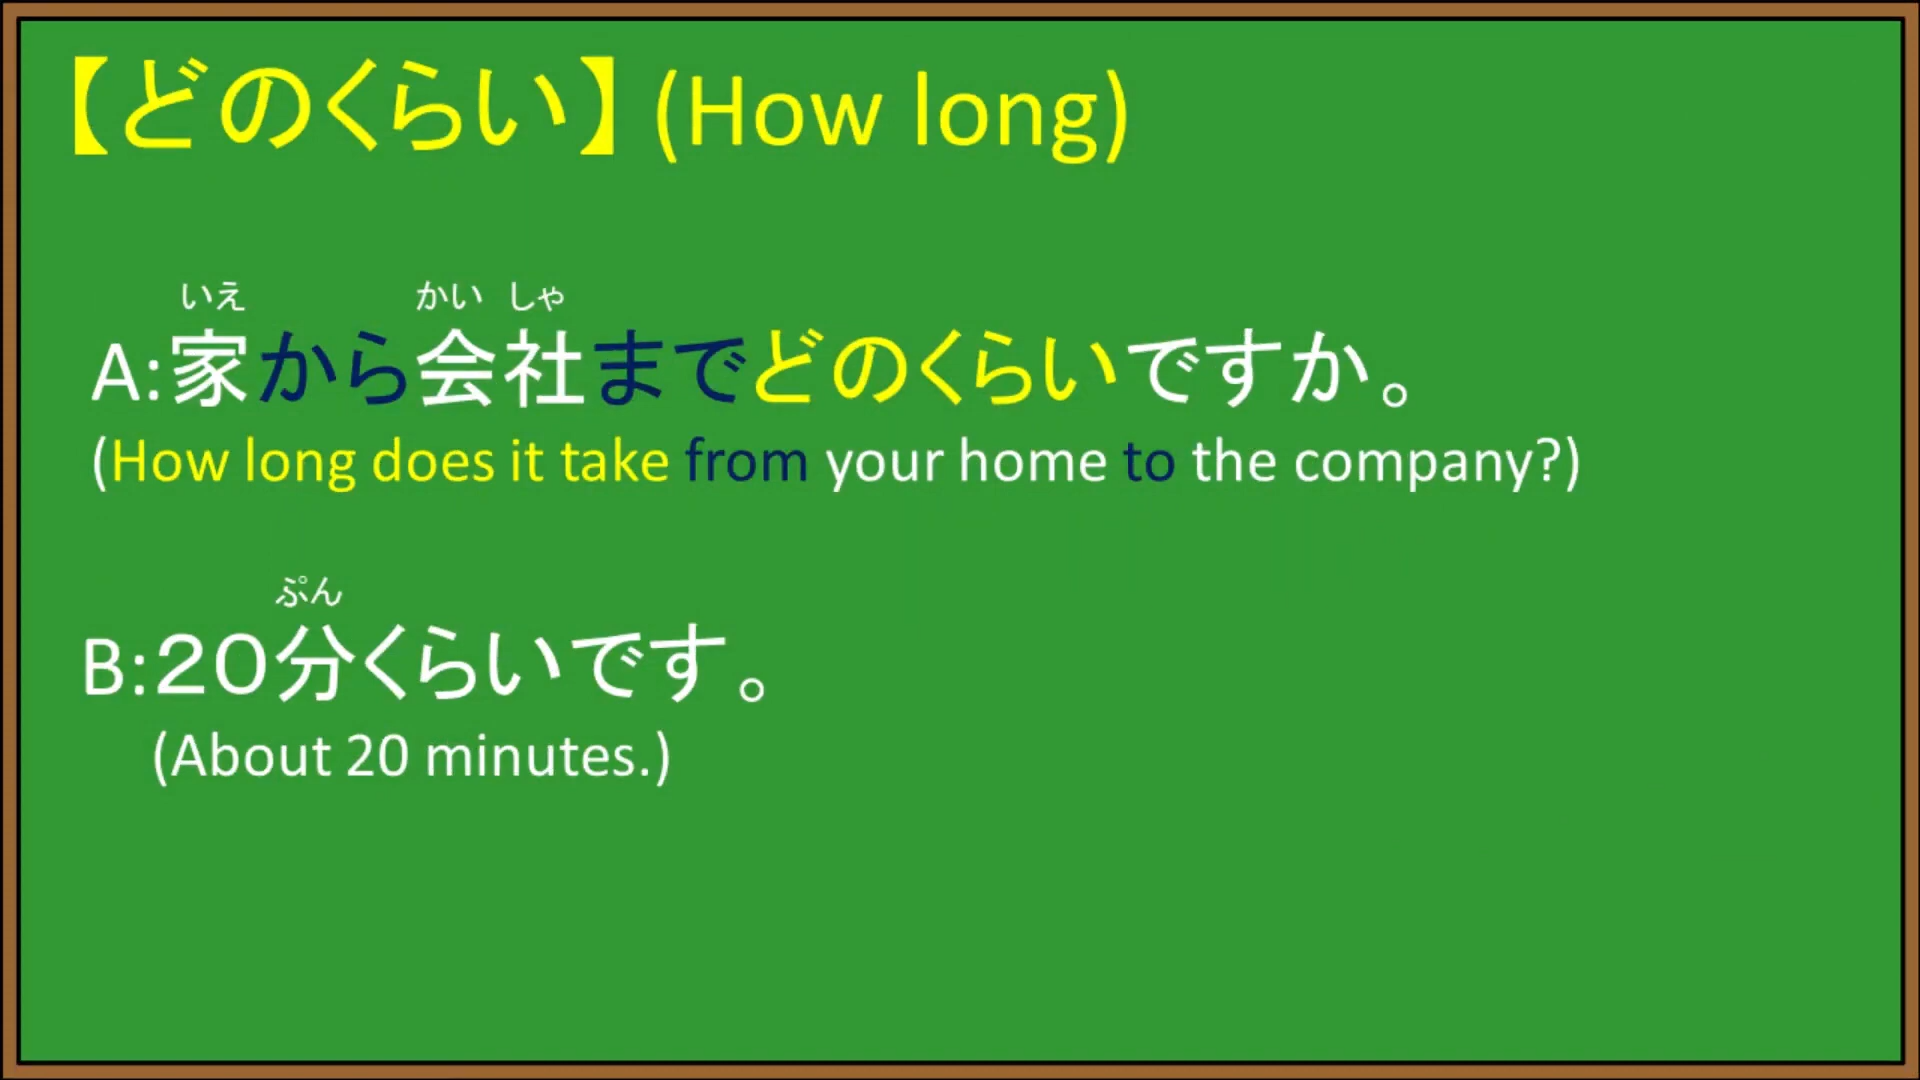 【どのくらい】(How long)
いえ かい しゃ
A:家から会社までどのくらいですか。
(How long does it take from your home to the company?)
ぷん
B:２０分くらいです。
(About 20 minutes.)